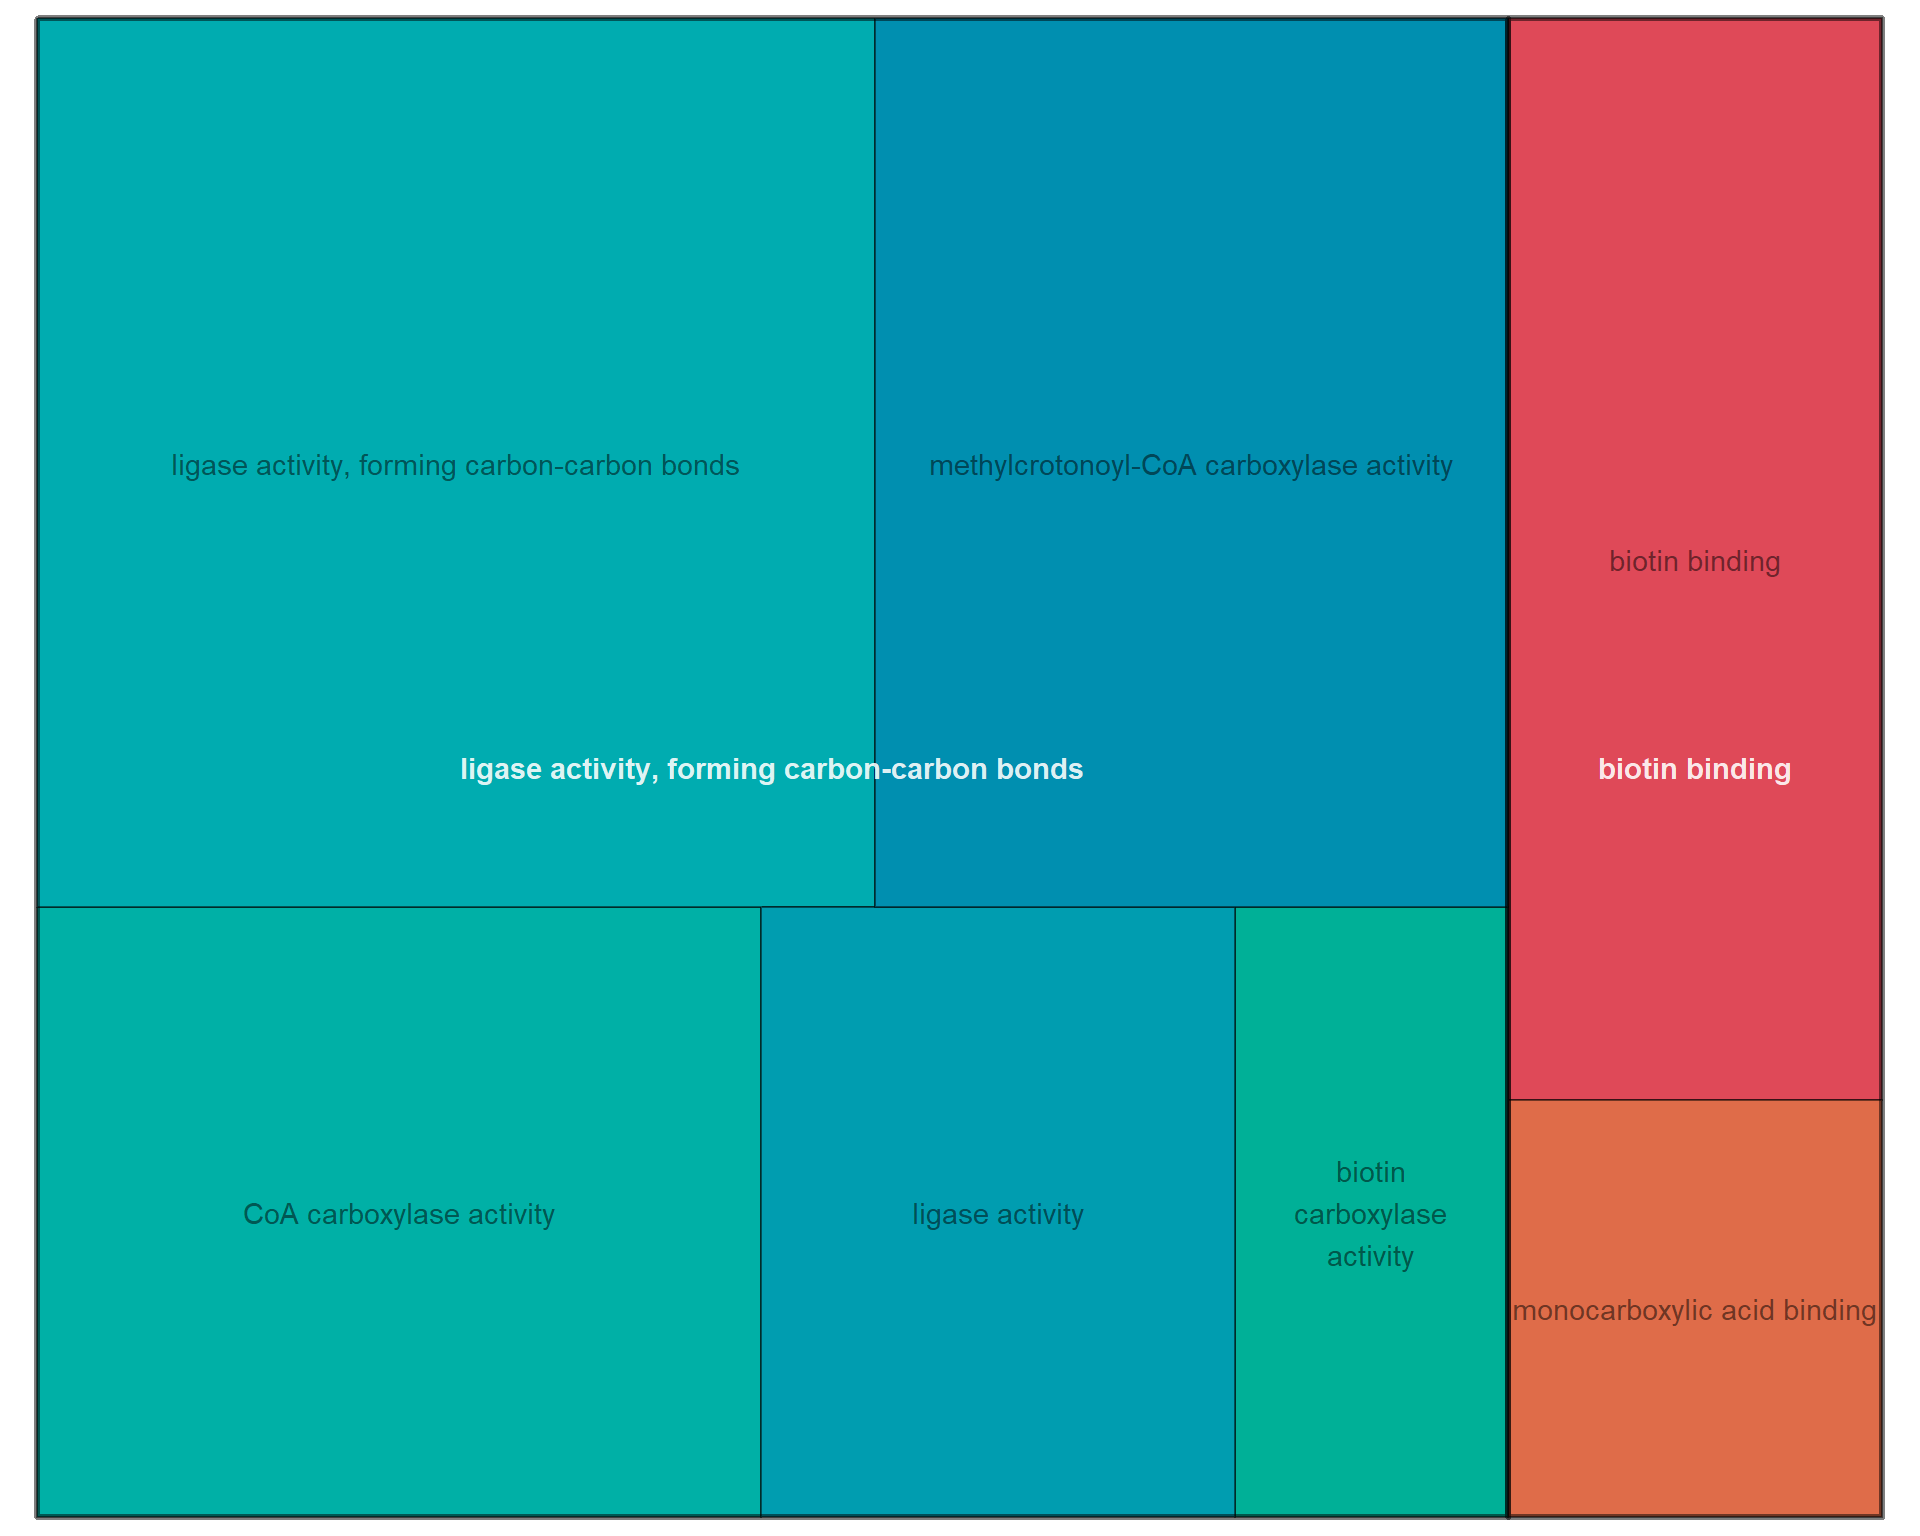 ligase activity, forming carbon-carbon bonds
methylcrotonoyl-CoA carboxylase activity
biotin binding
ligase activity, forming carbon-carbon bonds
biotin binding
CoA carboxylase activity
ligase activity
biotin
carboxylase
activity
monocarboxylic acid binding